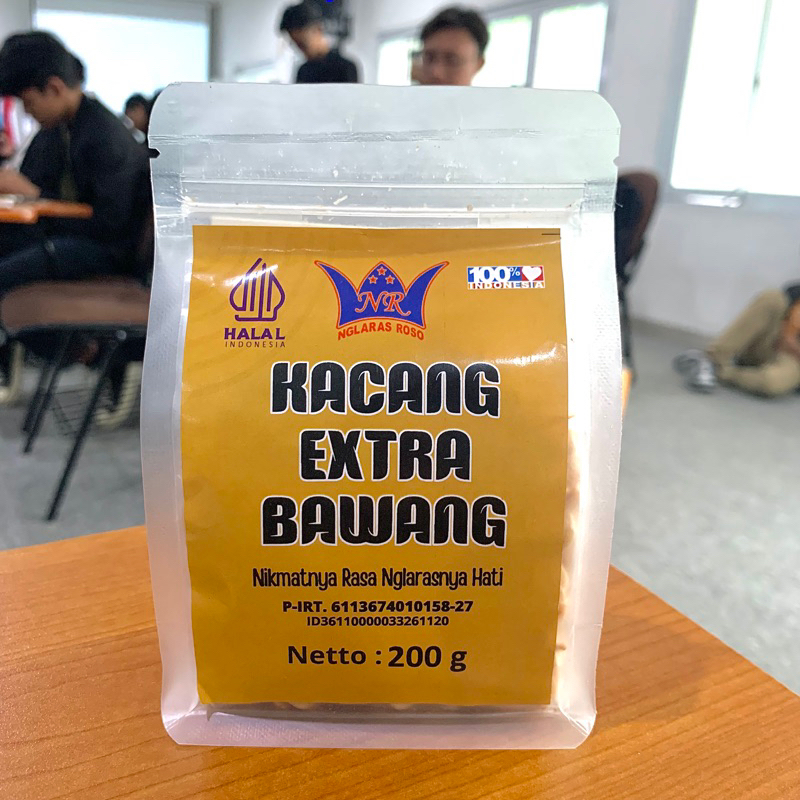 HALAL
INDONESIA
NR
NGLARAS ROSO
100%
INDONESIA
KACANG
EXTRA
BAWANG
Nikmatnya Rasa Nglarasnya Hati
P-IRT. 6113674010158-27
ID36110000033261120
Netto : 200 g